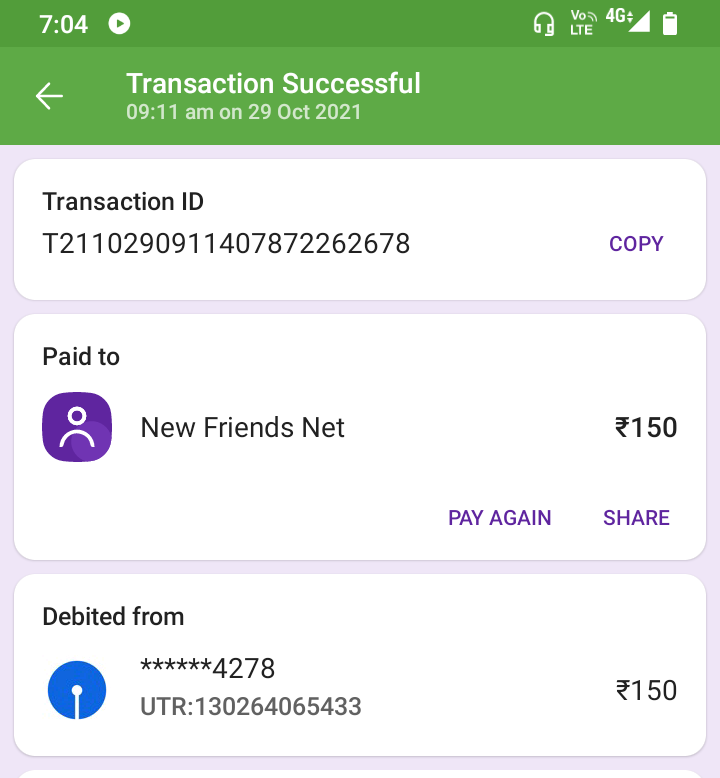 7:04 Vo LTE 4G
Transaction Successful
09:11 am on 29 Oct 2021
Transaction ID
T2110290911407872262678 COPY
Paid to
New Friends Net ₹150
PAY AGAIN SHARE
Debited from
******4278
UTR:130264065433 ₹150